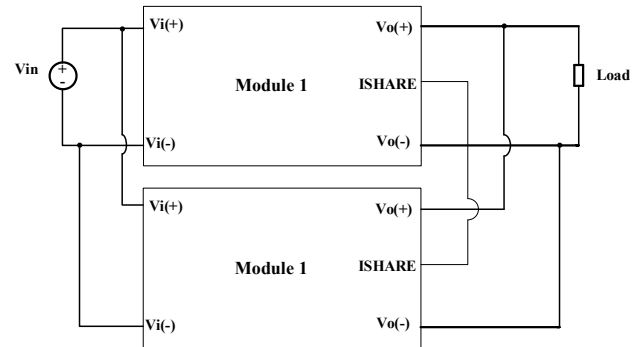 Vi(+)
Vo(+)
Vin
+
-
Module 1
ISHARE
Load
Vi(-)
Vo(-)
Vi(+)
Vo(+)
Module 1
ISHARE
Vi(-)
Vo(-)